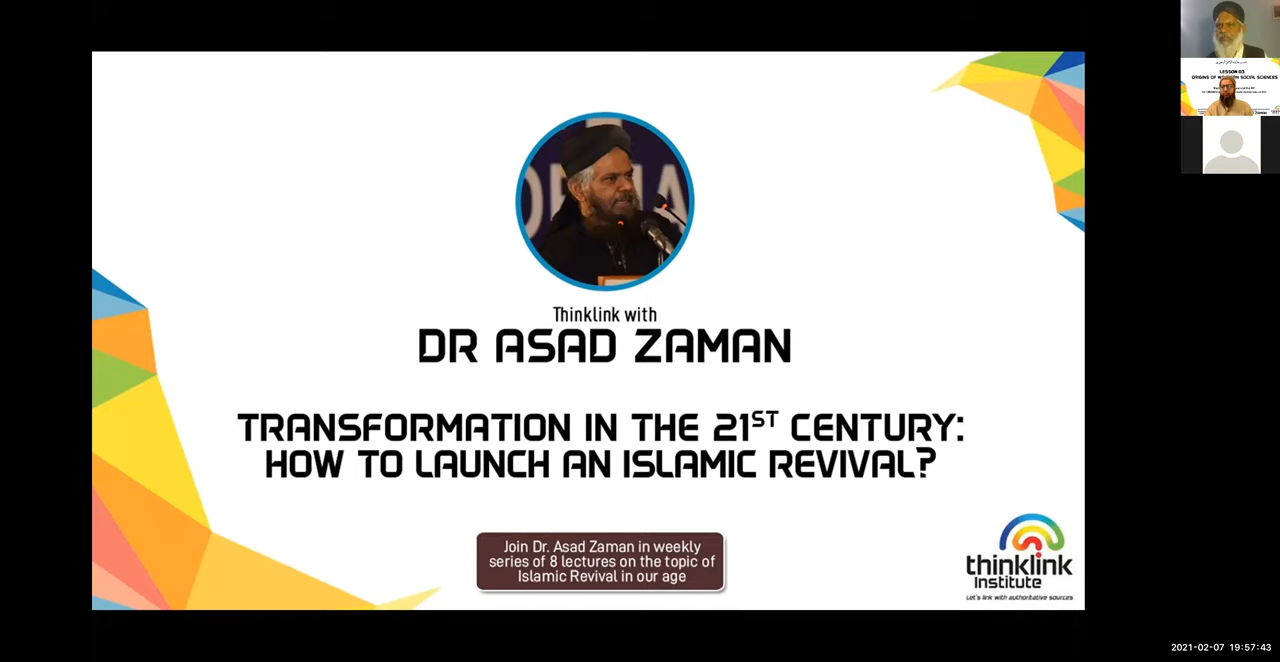 Thinklink with
DR ASAD ZAMAN
TRANSFORMATION IN THE 21ST CENTURY:
HOW TO LAUNCH AN ISLAMIC REVIVAL?
Join Dr. Asad Zaman in weekly
series of 8 lectures on the topic of
Islamic Revival in our age
thinklink
Institute
Let's link with authoritative sources
LESSON 03
2021-02-07 19:57:43